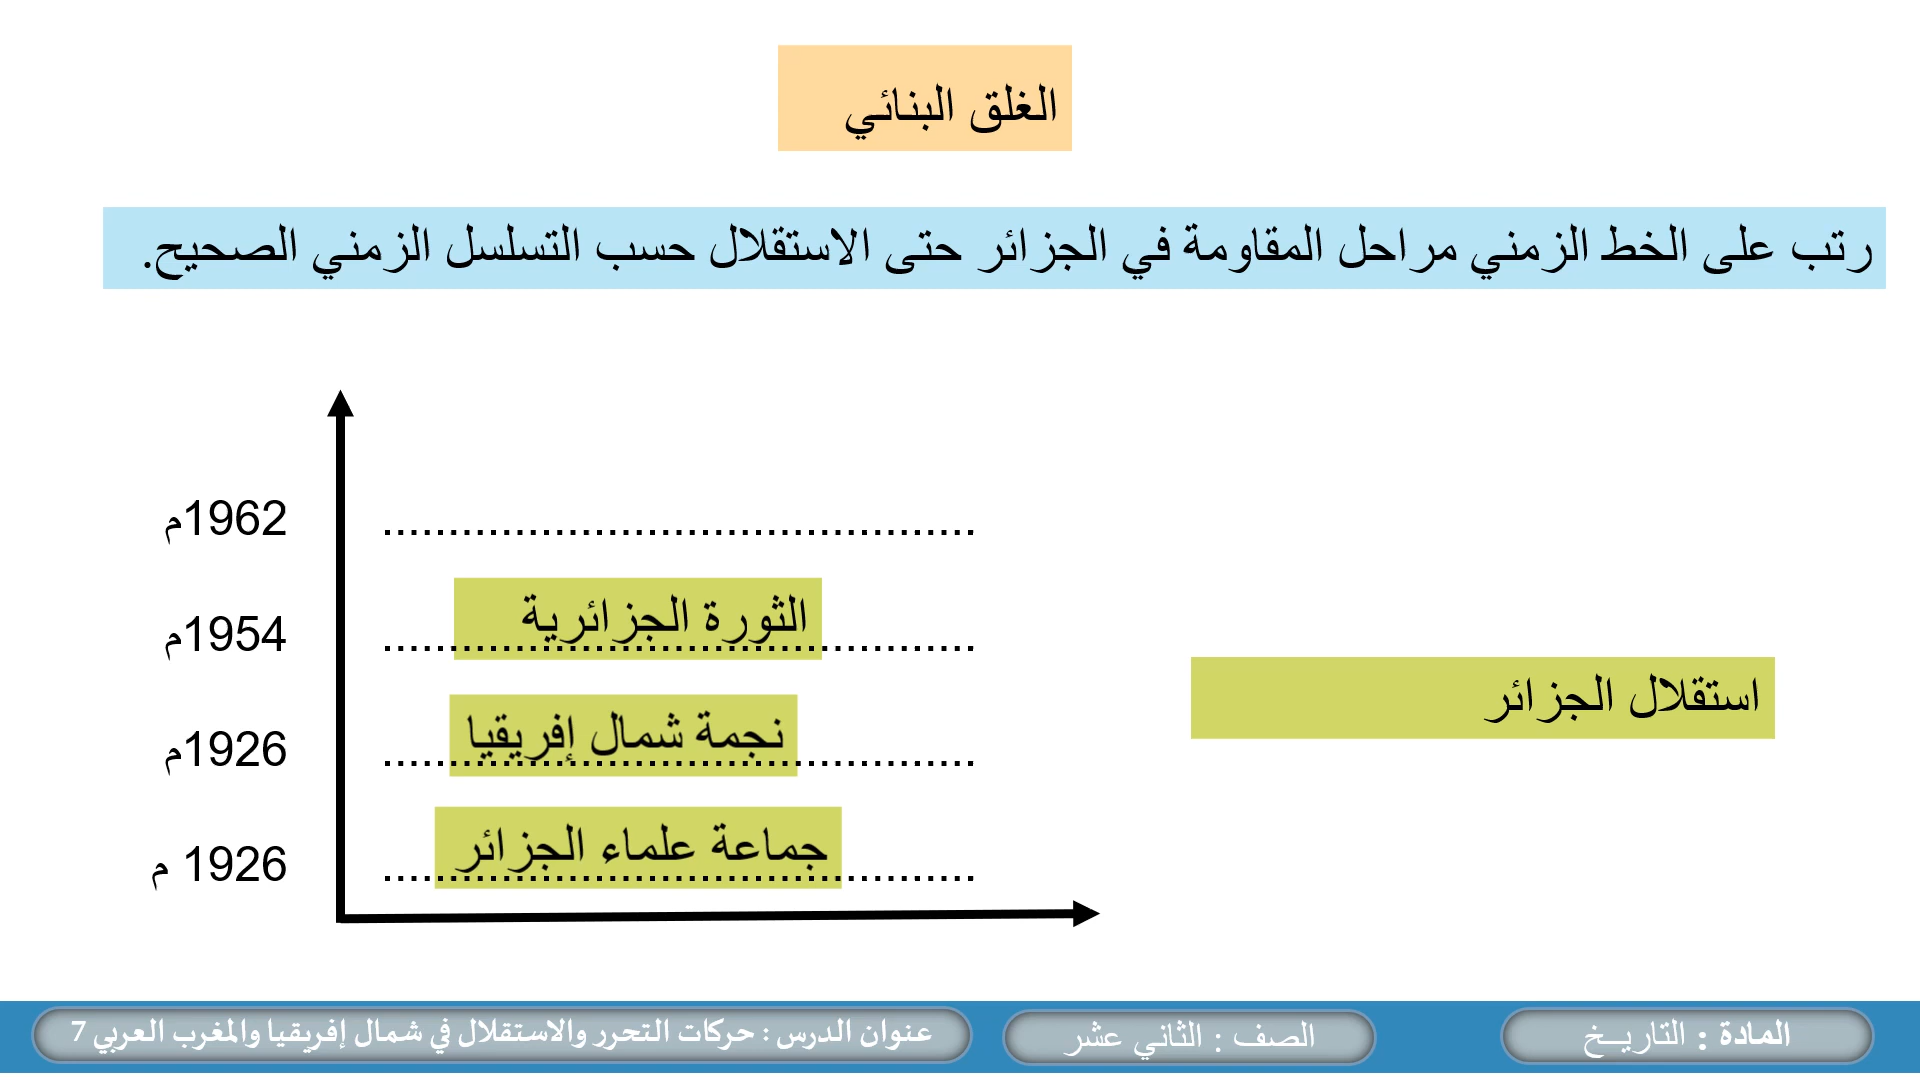 الغلق البنائي
رتب على الخط الزمني مراحل المقاومة في الجزائر حتى الاستقلال حسب التسلسل الزمني الصحيح.
1962م ............................................
1954م الثورة الجزائرية
استقلال الجزائر
1926م نجمة شمال إفريقيا
1926 م جماعة علماء الجزائر
المادة : التاريخ
الصف : الثاني عشر
عنوان الدرس : حركات التحرر والاستقلال في شمال إفريقيا والمغرب العربي 7